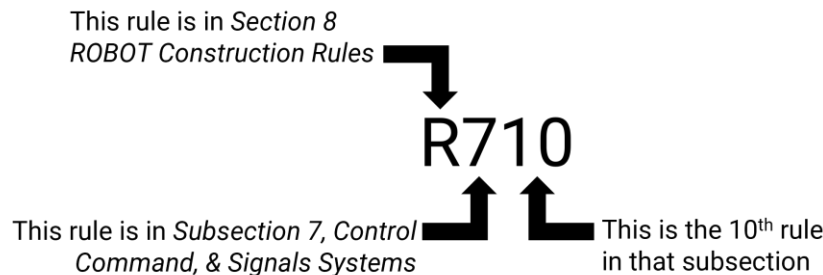 This rule is in Section 8
ROBOT Construction Rules
R710
This rule is in Subsection 7, Control
Command, & Signals Systems
This is the 10th rule
in that subsection